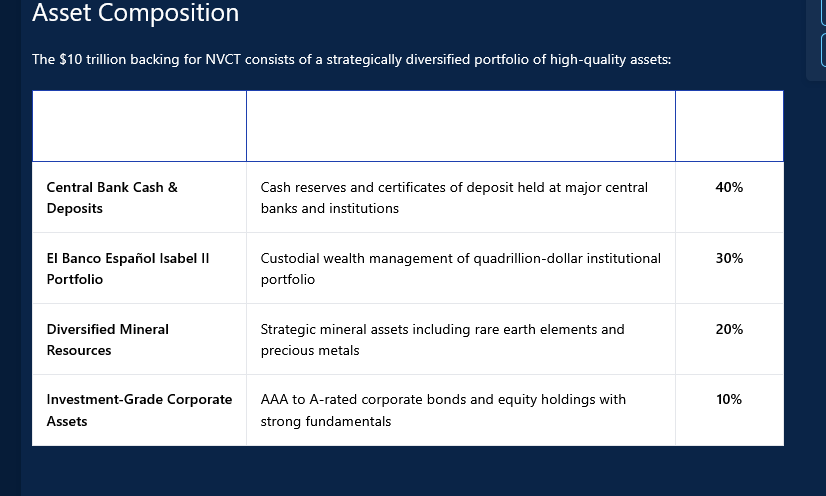 Asset Composition
The $10 trillion backing for NVCT consists of a strategically diversified portfolio of high-quality assets:
Central Bank Cash &
Deposits
Cash reserves and certificates of deposit held at major central
banks and institutions
40%
El Banco Español Isabel II
Portfolio
Custodial wealth management of quadrillion-dollar institutional
portfolio
30%
Diversified Mineral
Resources
Strategic mineral assets including rare earth elements and
precious metals
20%
Investment-Grade Corporate
Assets
AAA to A-rated corporate bonds and equity holdings with
strong fundamentals
10%